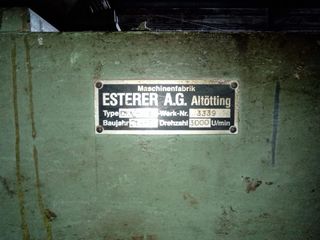 Maschinenfabrik
ESTERER A.G. Altötting
Type Werk-Nr. 3339
Baujahr Drehzahl 3000 U/min